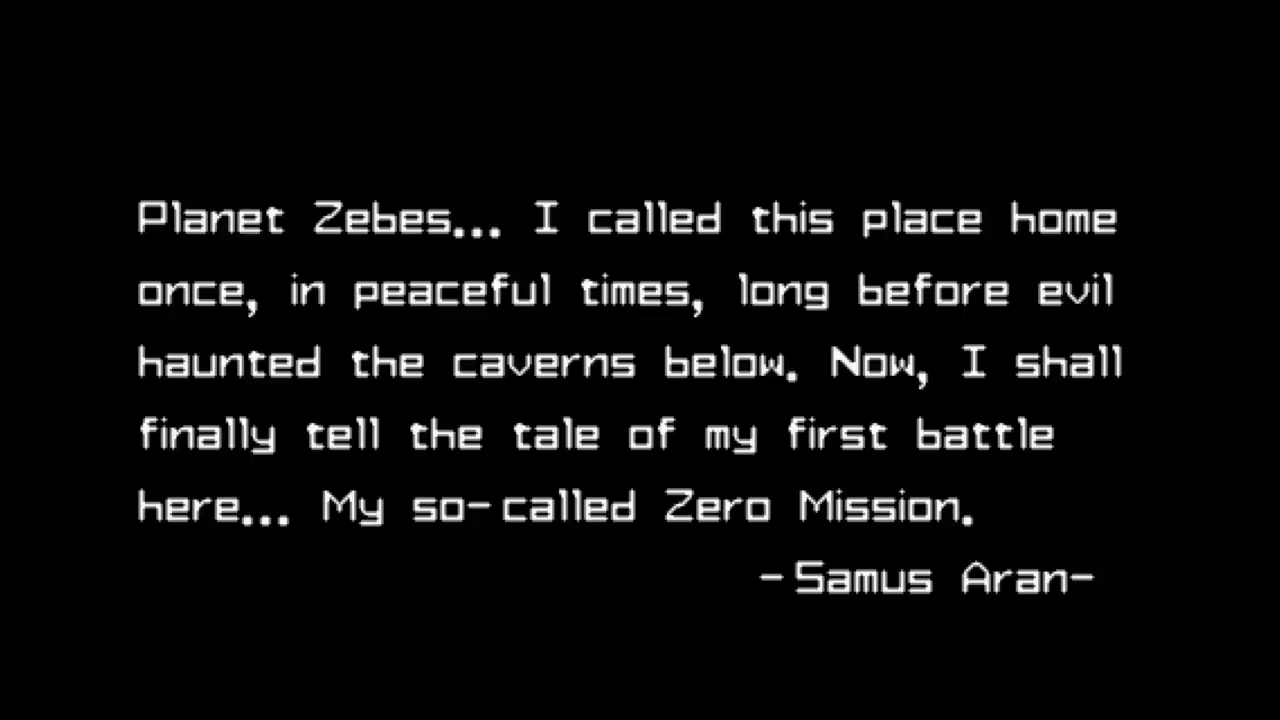 Planet Zebes... I called this place home
once, in peaceful times, long before evil
haunted the caverns below. Now, I shall
finally tell the tale of my first battle
here... My so-called Zero Mission.
-Samus Aran-